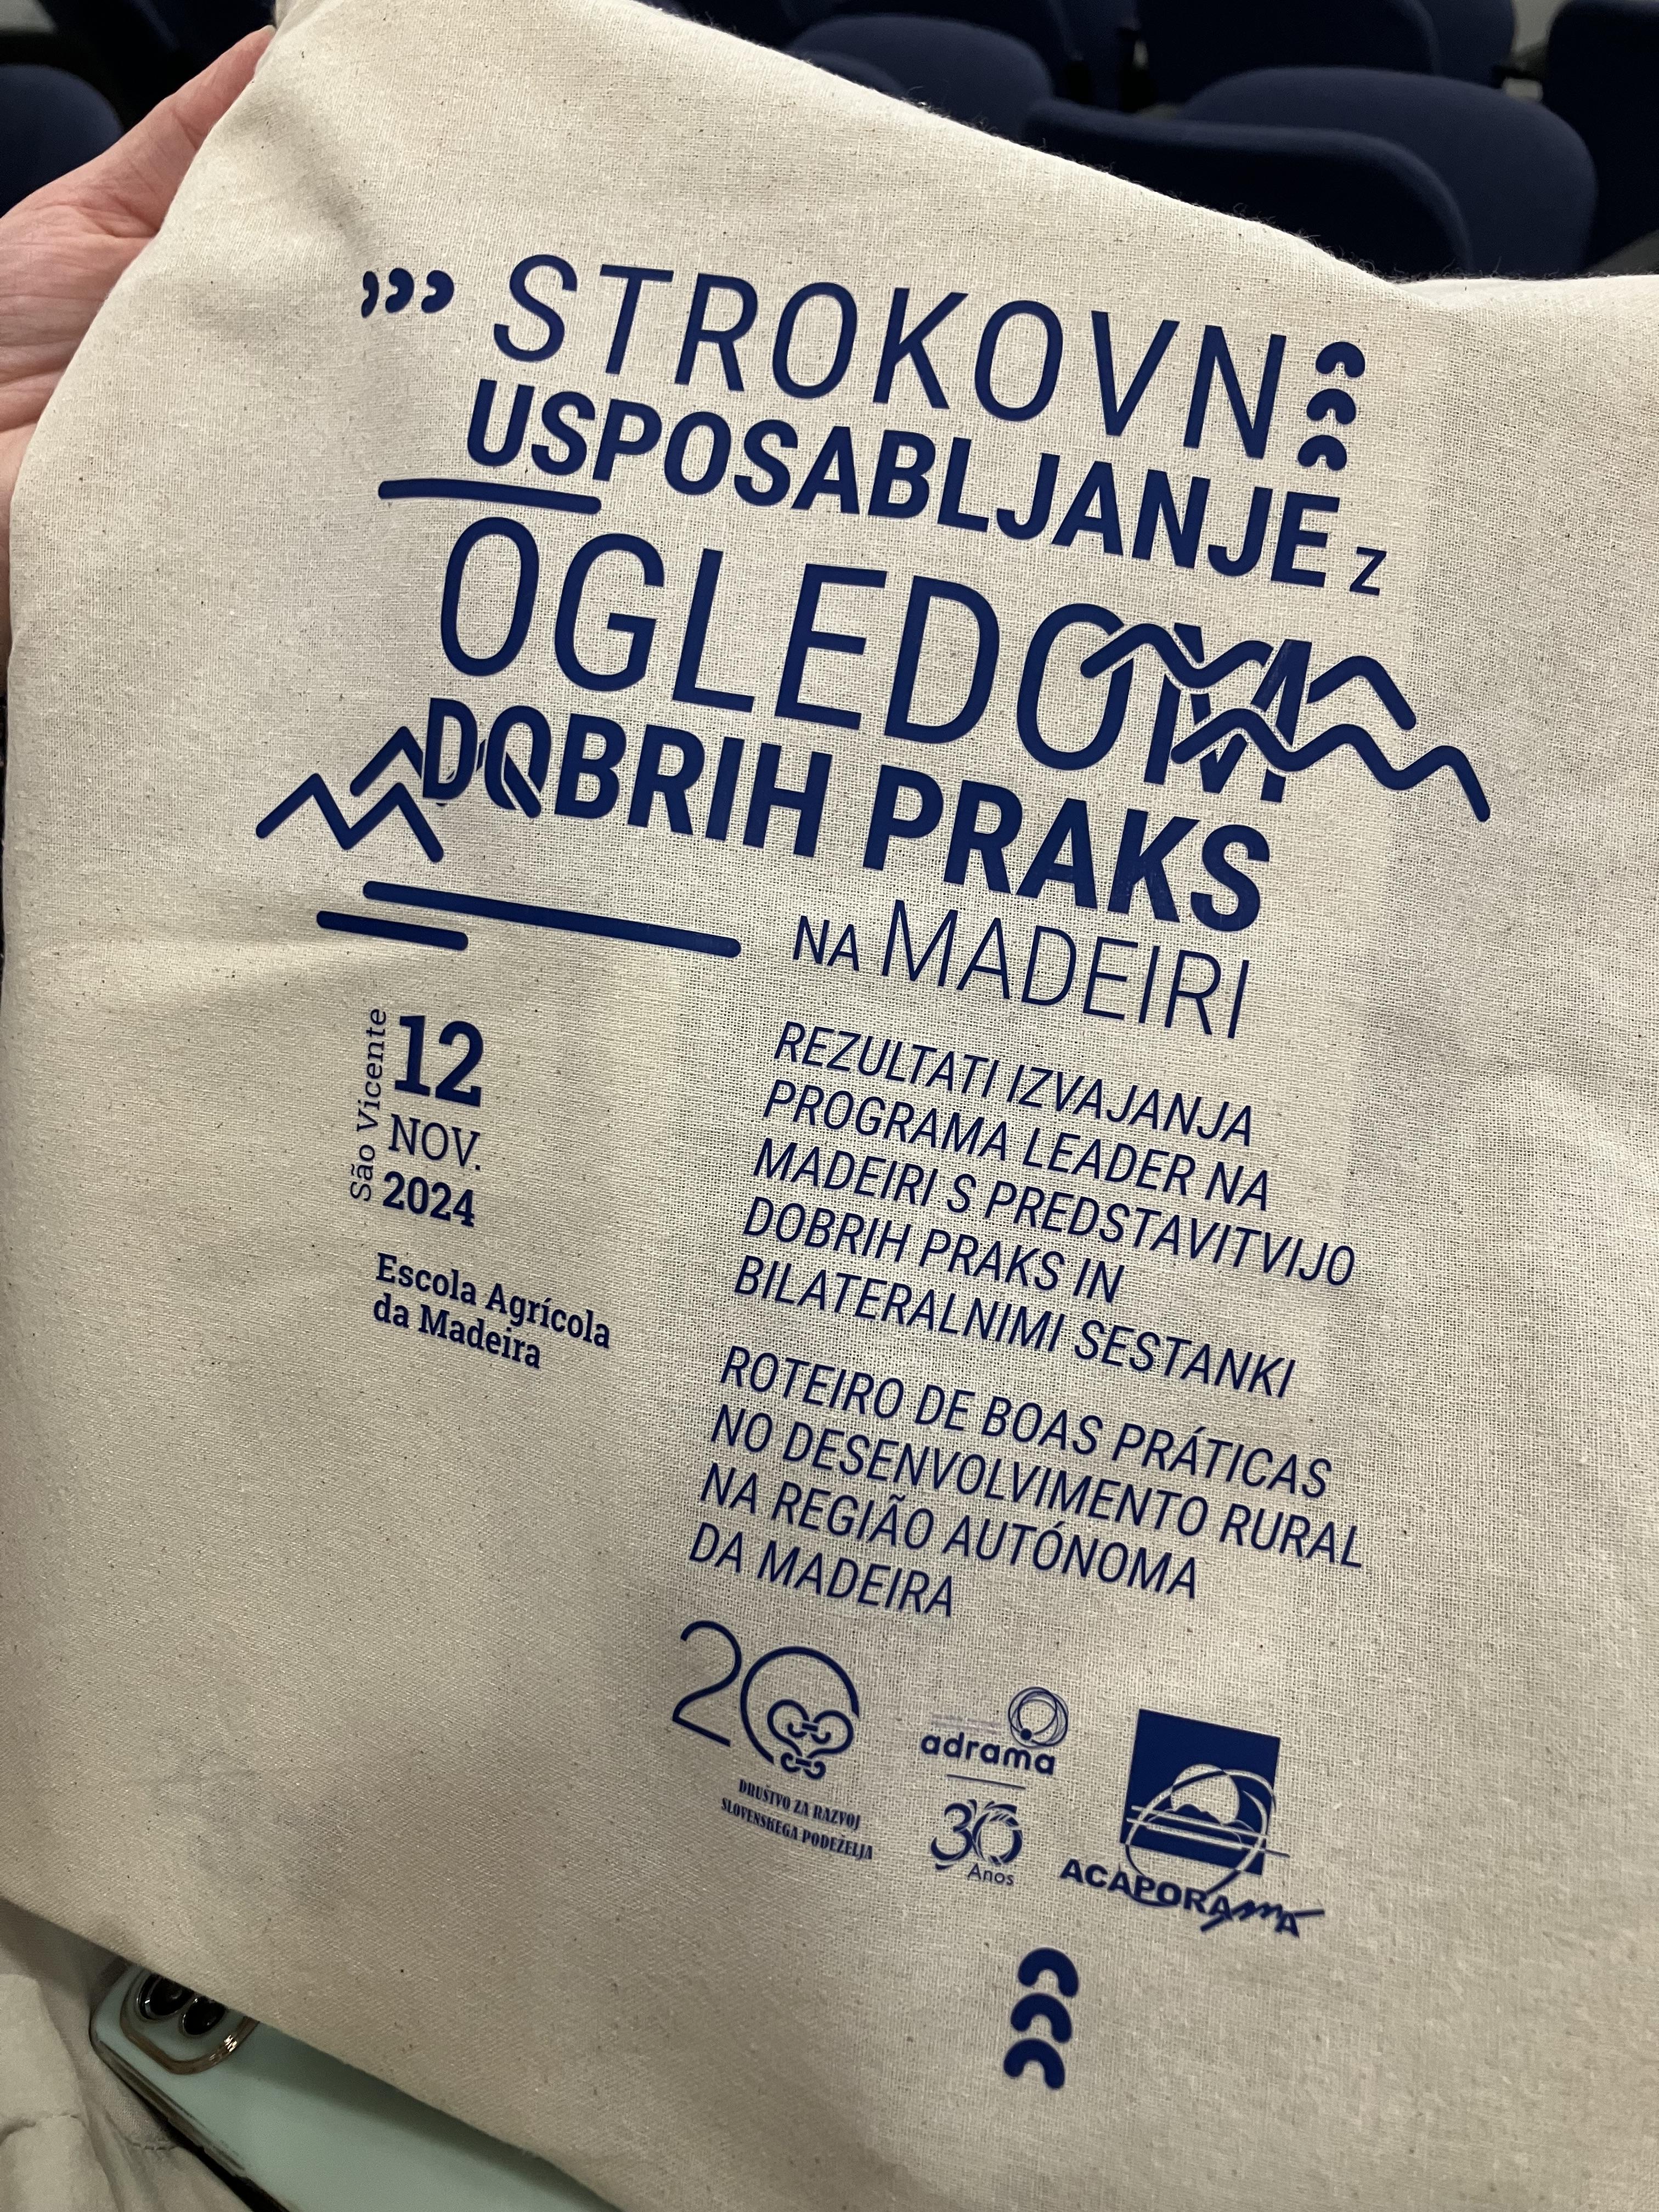 STROKOVN
USPOSABLJANJE Z
OGLEDOM
DOBRIH PRAKS
NA MADEIRI
São Vicente
12
NOV.
2024
Escola Agrícola
da Madeira
REZULTATI IZVAJANJA
PROGRAMA LEADER NA
MADEIRI S PREDSTAVITVIJO
DOBRIH PRAKS IN
BILATERALNIMI SESTANKI
ROTEIRO DE BOAS PRÁTICAS
NO DESENVOLVIMENTO RURAL
NA REGIÃO AUTÓNOMA
DA MADEIRA
20
DRUŠTVO ZA RAZVOJ
SLOVENSKEGA PODEŽELJA
adrama
30
Anos
ACAPORAMA